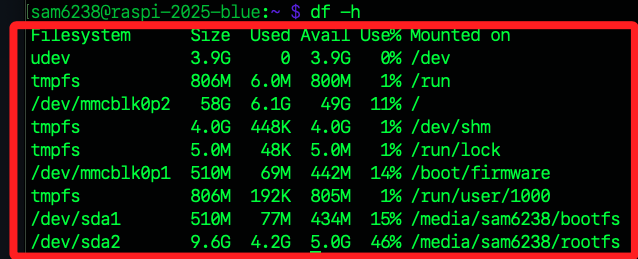 [sam6238@raspi-2025-blue:~ $ df -h
Filesystem Size Used Avail Use% Mounted on
udev 3.9G 0 3.9G 0% /dev
tmpfs 806M 6.0M 800M 1% /run
/dev/mmcblk0p2 58G 6.1G 49G 11% /
tmpfs 4.0G 448K 4.0G 1% /dev/shm
tmpfs 5.0M 48K 5.0M 1% /run/lock
/dev/mmcblk0p1 510M 69M 442M 14% /boot/firmware
tmpfs 806M 192K 805M 1% /run/user/1000
/dev/sda1 510M 77M 434M 15% /media/sam6238/bootfs
/dev/sda2 9.6G 4.2G 5.0G 46% /media/sam6238/rootfs